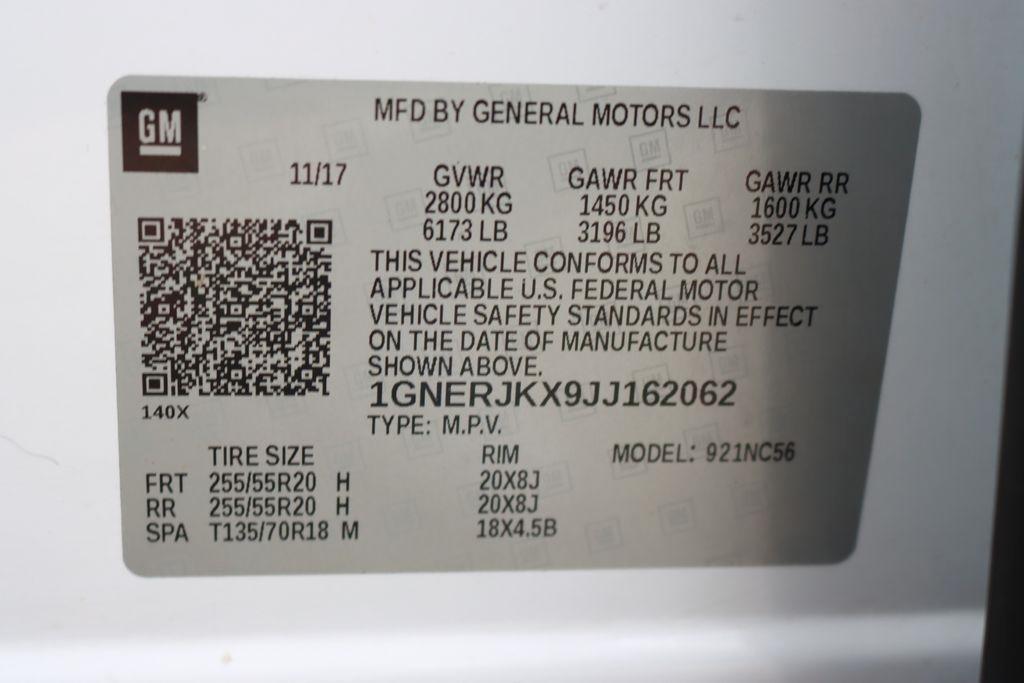 GM
MFD BY GENERAL MOTORS LLC
11/17 GVWR GAWR FRT GAWR RR
2800 KG 1450 KG 1600 KG
6173 LB 3196 LB 3527 LB
THIS VEHICLE CONFORMS TO ALL
APPLICABLE U.S. FEDERAL MOTOR
VEHICLE SAFETY STANDARDS IN EFFECT
ON THE DATE OF MANUFACTURE
SHOWN ABOVE.
1GNERJKX9JJ162062
140X
TYPE: M.P.V.
TIRE SIZE RIM MODEL: 921NC56
FRT 255/55R20 H 20X8J
RR 255/55R20 H 20X8J
SPA T135/70R18 M 18X4.5B